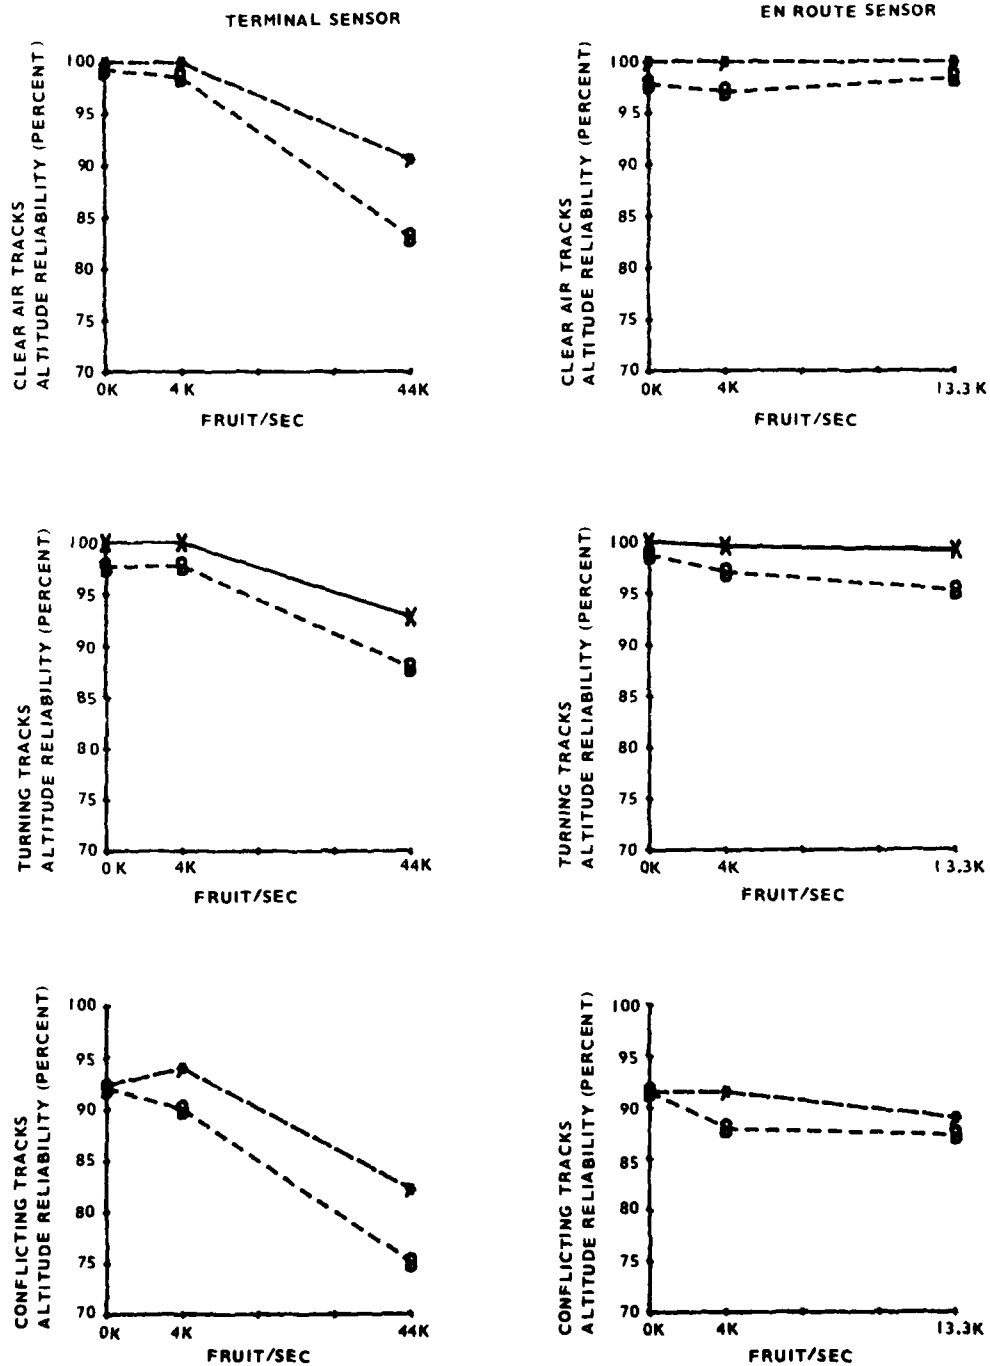 TERMINAL SENSOR
EN ROUTE SENSOR
CLEAR AIR TRACKS
ALTITUDE RELIABILITY (PERCENT)
100
95
90
85
80
75
70
0K 4K 44K
FRUIT/SEC
CLEAR AIR TRACKS
ALTITUDE RELIABILITY (PERCENT)
100
95
90
85
80
75
70
0K 4K 13.3K
FRUIT/SEC
TURNING TRACKS
ALTITUDE RELIABILITY (PERCENT)
100
95
90
85
80
75
70
0K 4K 44K
FRUIT/SEC
TURNING TRACKS
ALTITUDE RELIABILITY (PERCENT)
100
95
90
85
80
75
70
0K 4K 13.3K
FRUIT/SEC
CONFLICTING TRACKS
ALTITUDE RELIABILITY (PERCENT)
100
95
90
85
80
75
70
0K 4K 44K
FRUIT/SEC
CONFLICTING TRACKS
ALTITUDE RELIABILITY (PERCENT)
100
95
90
85
80
75
70
0K 4K 13.3K
FRUIT/SEC